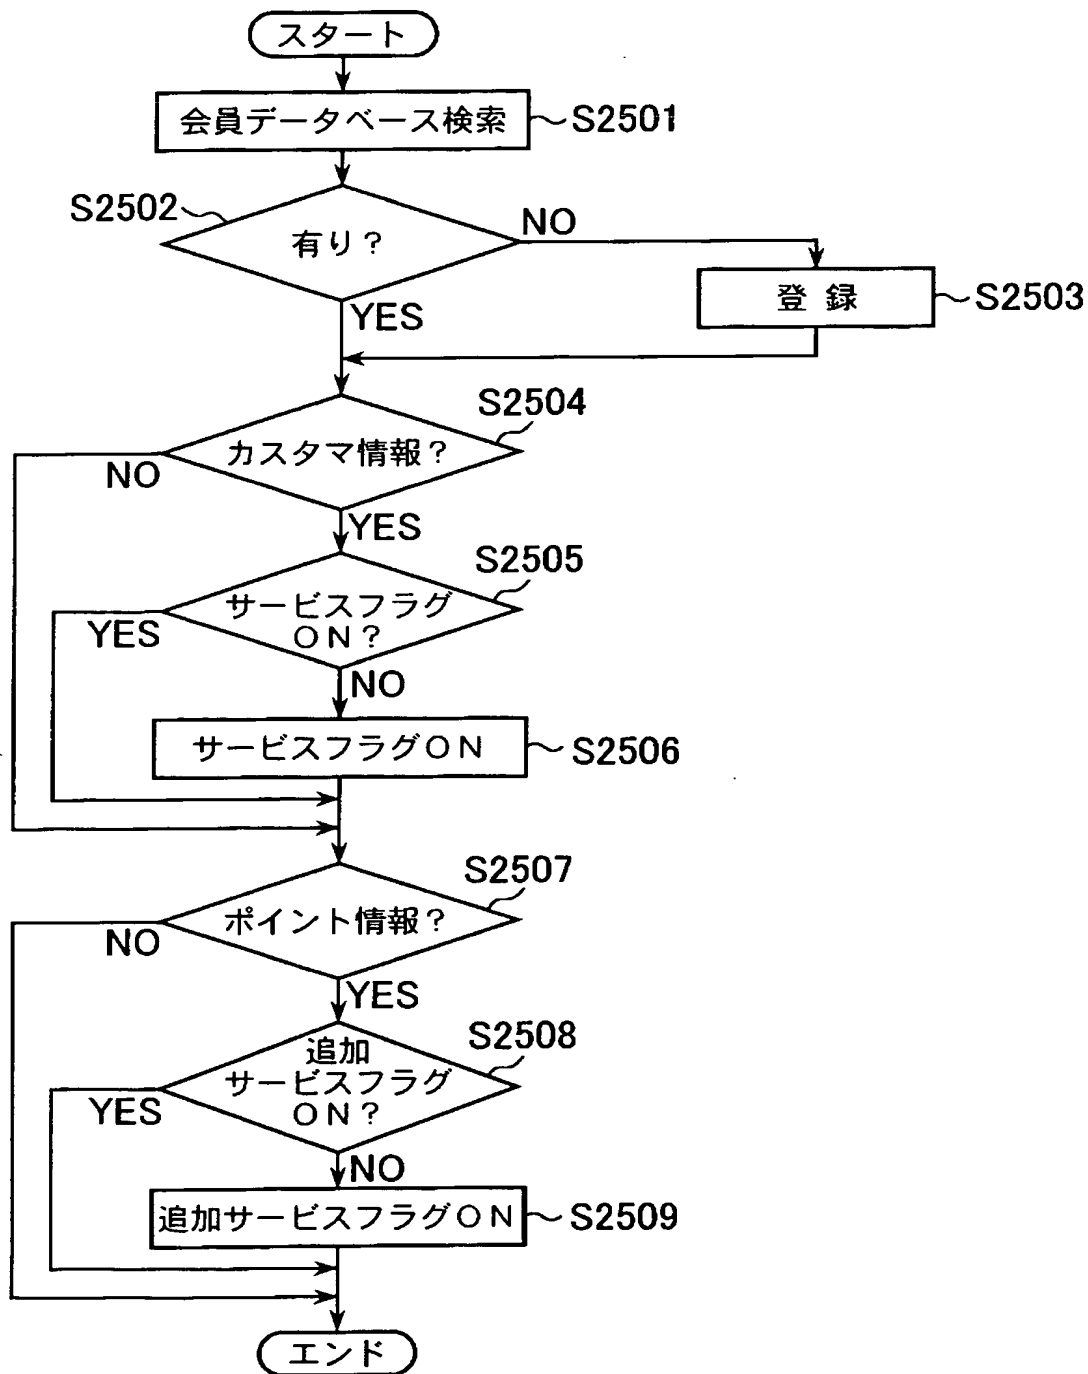 スタート
会員データベース検索
S2501
S2502
有り？
NO
YES
登 録
S2503
S2504
カスタマ情報？
NO
YES
S2505
サービスフラグ
ＯＮ？
YES
NO
サービスフラグＯＮ
S2506
S2507
ポイント情報？
NO
YES
S2508
追加
サービスフラグ
ＯＮ？
YES
NO
追加サービスフラグＯＮ
S2509
エンド